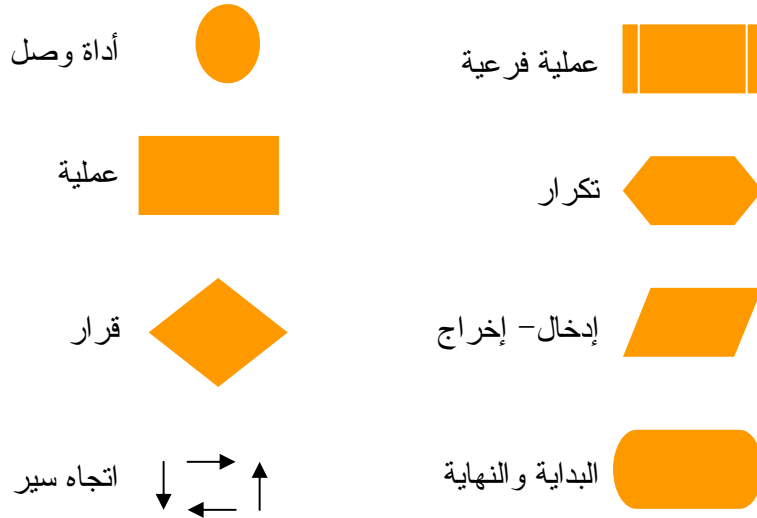 عملية فرعية
أداة وصل
تكرار
عملية
إدخال– إخراج
قرار
البداية والنهاية
اتجاه سير